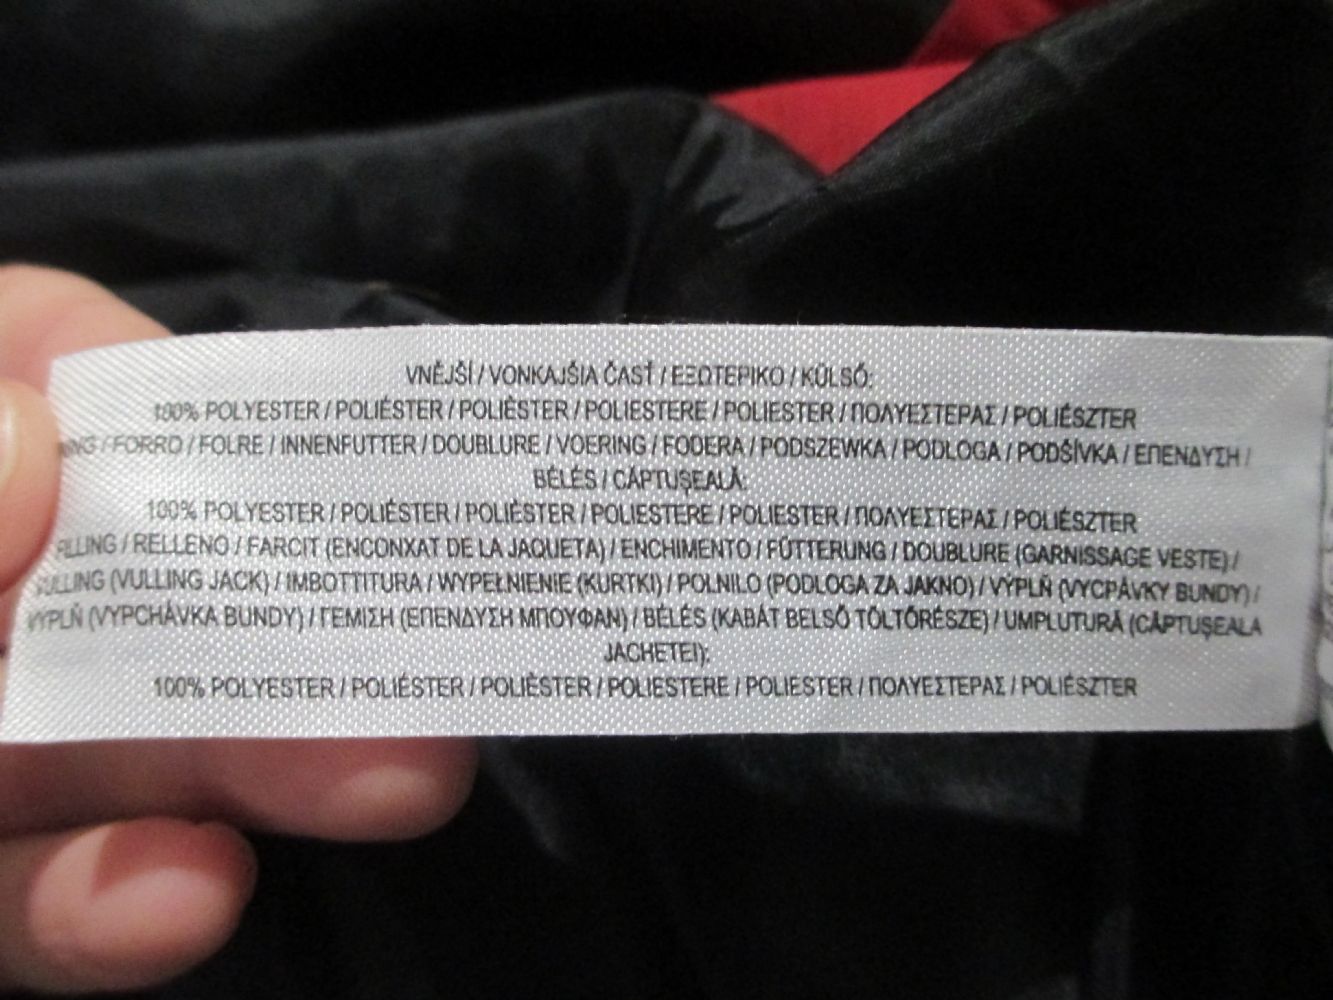 VNĚJŠÍ / VONKAJŠIA ČASŤ / ΕΞΩΤΕΡΙΚΟ / KÜLSŐ:
100% POLYESTER / POLIÉSTER / POLIÈSTER / POLIESTERE / POLIESTER / ΠΟΛΥΕΣΤΕΡΑΣ / POLIÉSZTER
/ FORRO / FOLRE / INNENFUTTER / DOUBLURE / VOERING / FODERA / PODSZEWKA / PODLOGA / PODŠÍVKA / ΕΠΕΝΔΥΣΗ /
BÉLÉS / CĂPTUŞEALĂ:
100% POLYESTER / POLIÉSTER / POLIÈSTER / POLIESTERE / POLIESTER / ΠΟΛΥΕΣΤΕΡΑΣ / POLIÉSZTER
FILLING / RELLENO / FARCIT (ENCONXAT DE LA JAQUETA) / ENCHIMENTO / FÜTTERUNG / DOUBLURE (GARNISSAGE VESTE) /
(VULLING JACK) / IMBOTTITURA / WYPEŁNIENIE (KURTKI) / POLNILO (PODLOGA ZA JAKNO) / VÝPLŇ (VYCPÁVKY BUNDY) /
VÝPLŇ (VYPCHÁVKA BUNDY) / ΓΕΜΙΣΗ (ΕΠΕΝΔΥΣΗ ΜΠΟΥΦΑΝ) / BÉLÉS (KABÁT BELSŐ TÖLTŐRÉSZE) / UMPLUTURĂ (CĂPTUŞEALA
JACHETEI):
100% POLYESTER / POLIÉSTER / POLIÈSTER / POLIESTERE / POLIESTER / ΠΟΛΥΕΣΤΕΡΑΣ / POLIÉSZTER